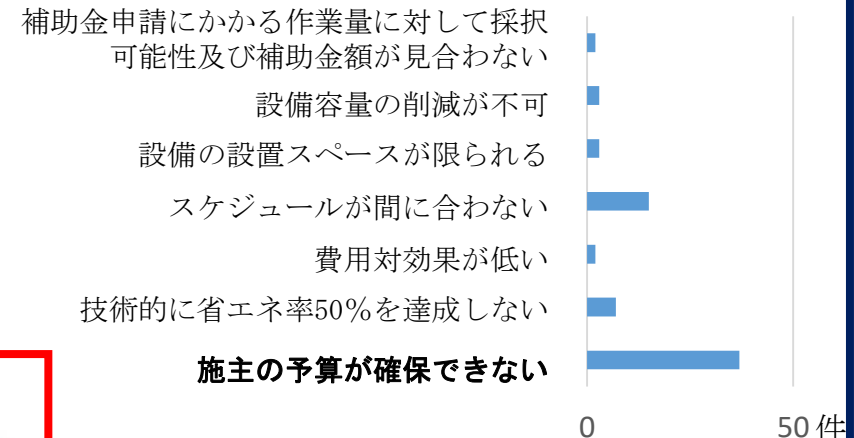 補助金申請にかかる作業量に対して採択
可能性及び補助金額が見合わない
設備容量の削減が不可
設備の設置スペースが限られる
スケジュールが間に合わない
費用対効果が低い
技術的に省エネ率50%を達成しない
施主の予算が確保できない
0 50 件